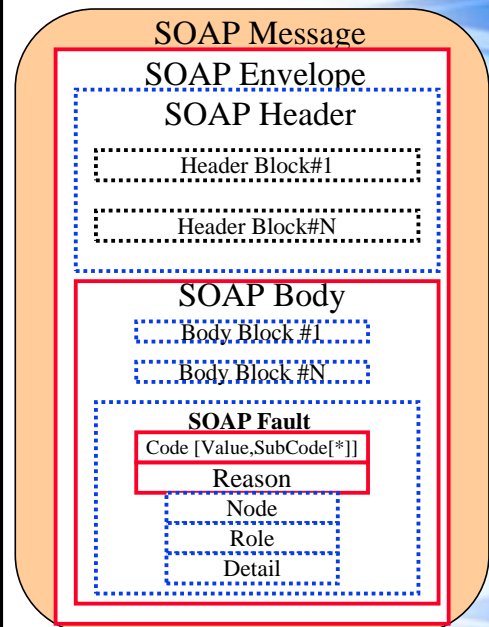 SOAP Message
SOAP Envelope
SOAP Header
Header Block#1
Header Block#N
SOAP Body
Body Block #1
Body Block #N
SOAP Fault
Code [Value,SubCode[*]]
Reason
Node
Role
Detail